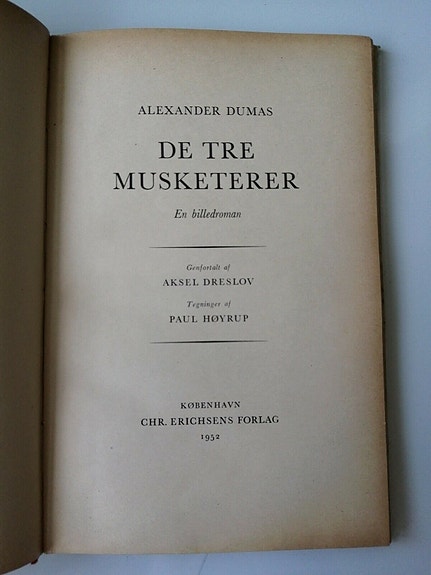 ALEXANDER DUMAS
DE TRE
MUSKETERER
En billedroman
Genfortalt af
AKSEL DRESLOV
Tegninger af
PAUL HØYRUP
KØBENHAVN
CHR. ERICHSENS FORLAG
1952